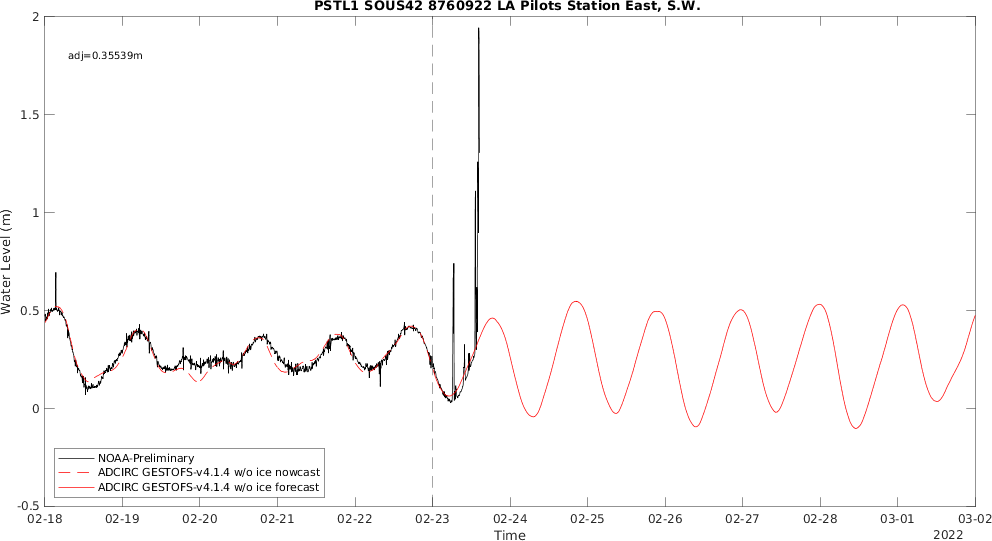 PSTL1 SOUS42 8760922 LA Pilots Station East, S.W.
adj=0.35539m
2
1.5
1
0.5
0
-0.5
Water Level (m)
NOAA-Preliminary
ADCIRC GESTOFS-v4.1.4 w/o ice nowcast
ADCIRC GESTOFS-v4.1.4 w/o ice forecast
02-18 02-19 02-20 02-21 02-22 02-23 02-24 02-25 02-26 02-27 02-28 03-01 03-02
Time
2022